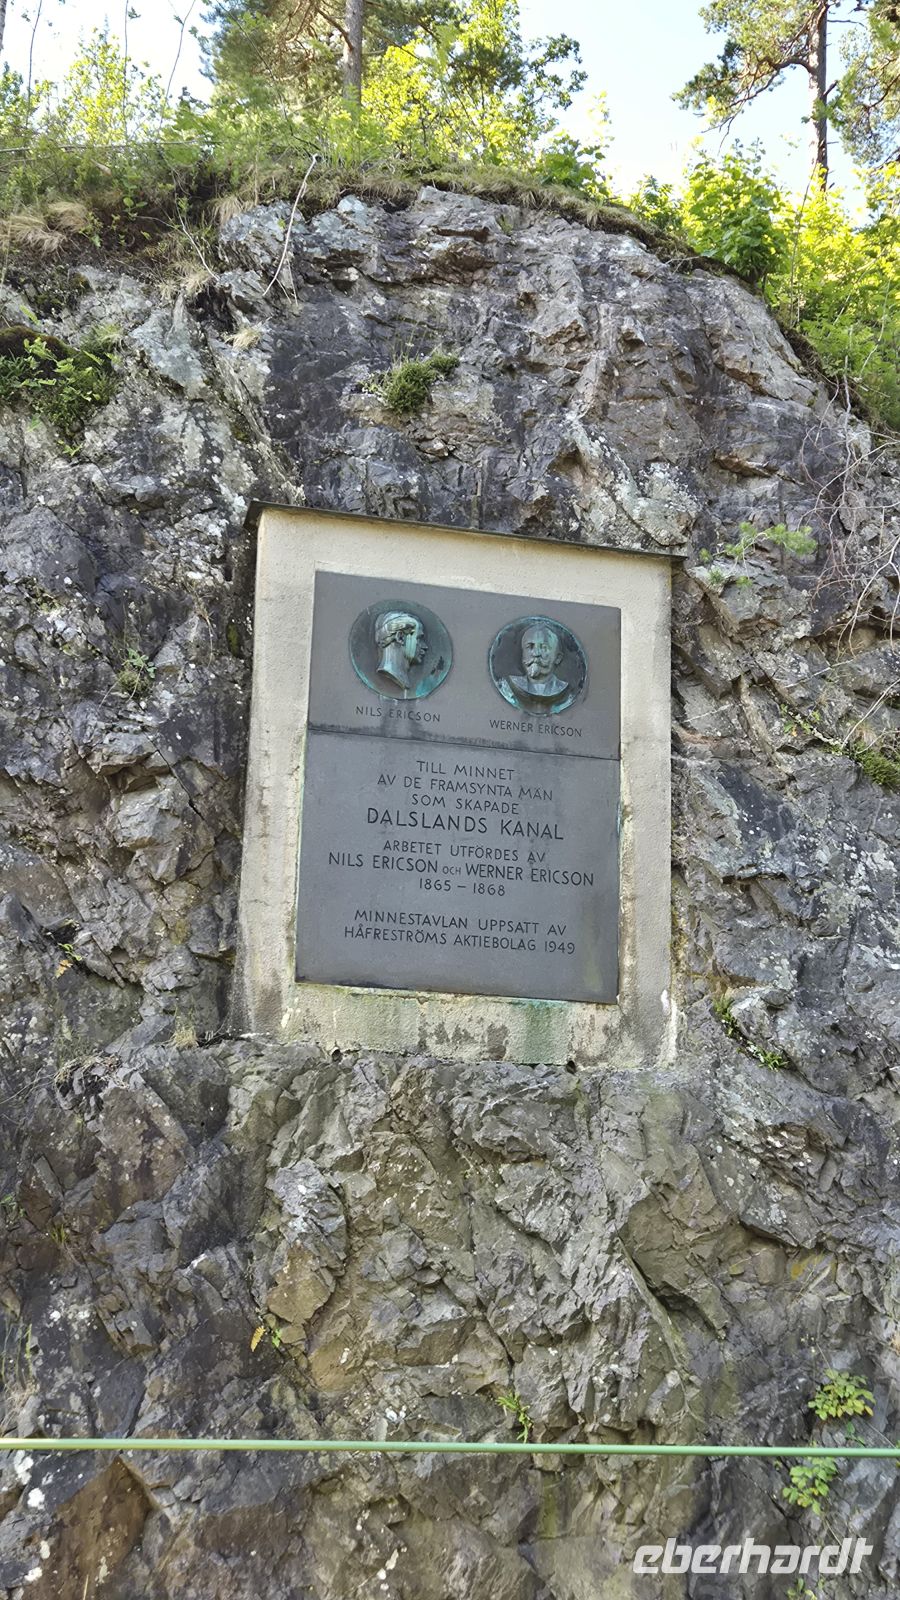 NILS ERICSON
WERNER ERICSON
TILL MINNET
AV DE FRAMSYNTA MÄN
SOM SKAPADE
DALSLANDS KANAL
ARBETET UTFÖRDES AV
NILS ERICSON OCH WERNER ERICSON
1865 – 1868
MINNESTAVLAN UPPSATT AV
HÅFRESTRÖMS AKTIEBOLAG 1949
eberhardt